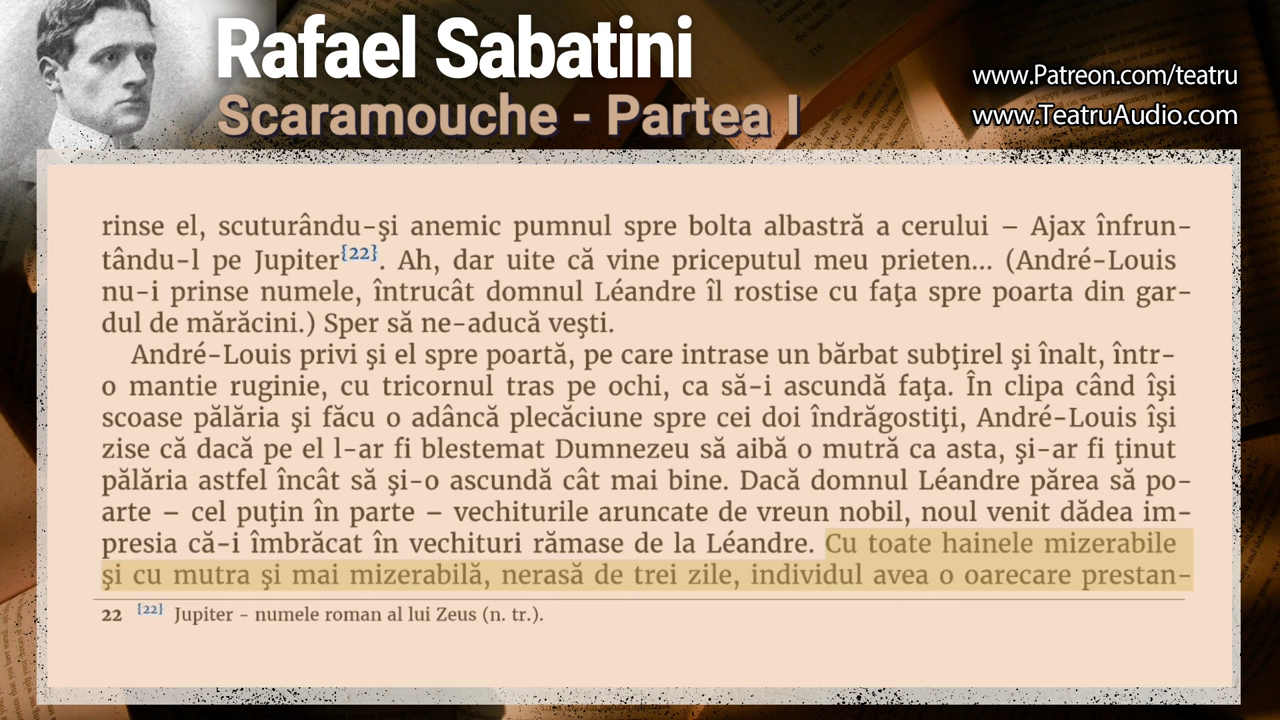 Rafael Sabatini
Scaramouche - Partea I
www.Patreon.com/teatru
www.TeatruAudio.com
rinse el, scuturându-şi anemic pumnul spre bolta albastră a cerului – Ajax înfrun-
tându-l pe Jupiter{22}. Ah, dar uite că vine priceputul meu prieten... (André-Louis
nu-i prinse numele, întrucât domnul Léandre îl rostise cu faţa spre poarta din gar-
dul de mărăcini.) Sper să ne-aducă veşti.
André-Louis privi şi el spre poartă, pe care intrase un bărbat subţirel şi înalt, într-
o mantie ruginie, cu tricornul tras pe ochi, ca să-i ascundă faţa. În clipa când îşi
scoase pălăria şi făcu o adâncă plecăciune spre cei doi îndrăgostiţi, André-Louis îşi
zise că dacă pe el l-ar fi blestemat Dumnezeu să aibă o mutră ca asta, şi-ar fi ţinut
pălăria astfel încât să şi-o ascundă cât mai bine. Dacă domnul Léandre părea să po-
arte – cel puţin în parte – vechiturile aruncate de vreun nobil, noul venit dădea im-
presia că-i îmbrăcat în vechituri rămase de la Léandre. Cu toate hainele mizerabile
şi cu mutra şi mai mizerabilă, nerasă de trei zile, individul avea o oarecare prestan-
22 {22} Jupiter – numele roman al lui Zeus (n. tr.).